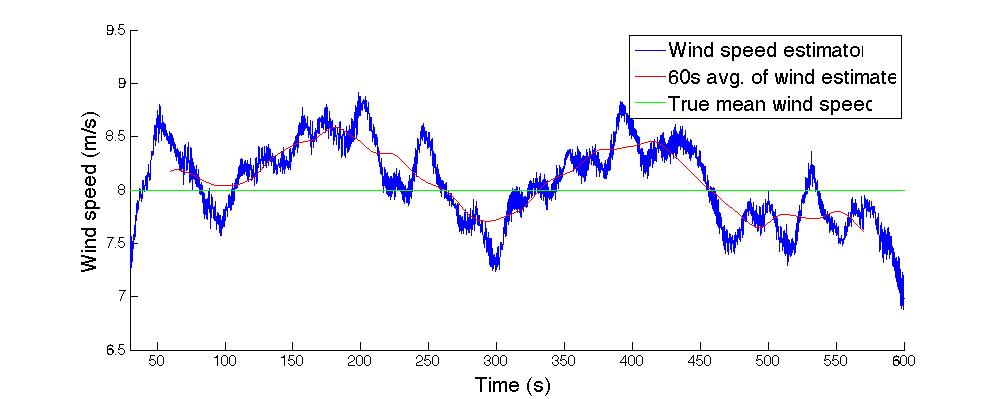 9.5
9
8.5
8
7.5
7
6.5
Wind speed (m/s)
Wind speed estimator
60s avg. of wind estimate
True mean wind speed
50 100 150 200 250 300 350 400 450 500 550 600
Time (s)